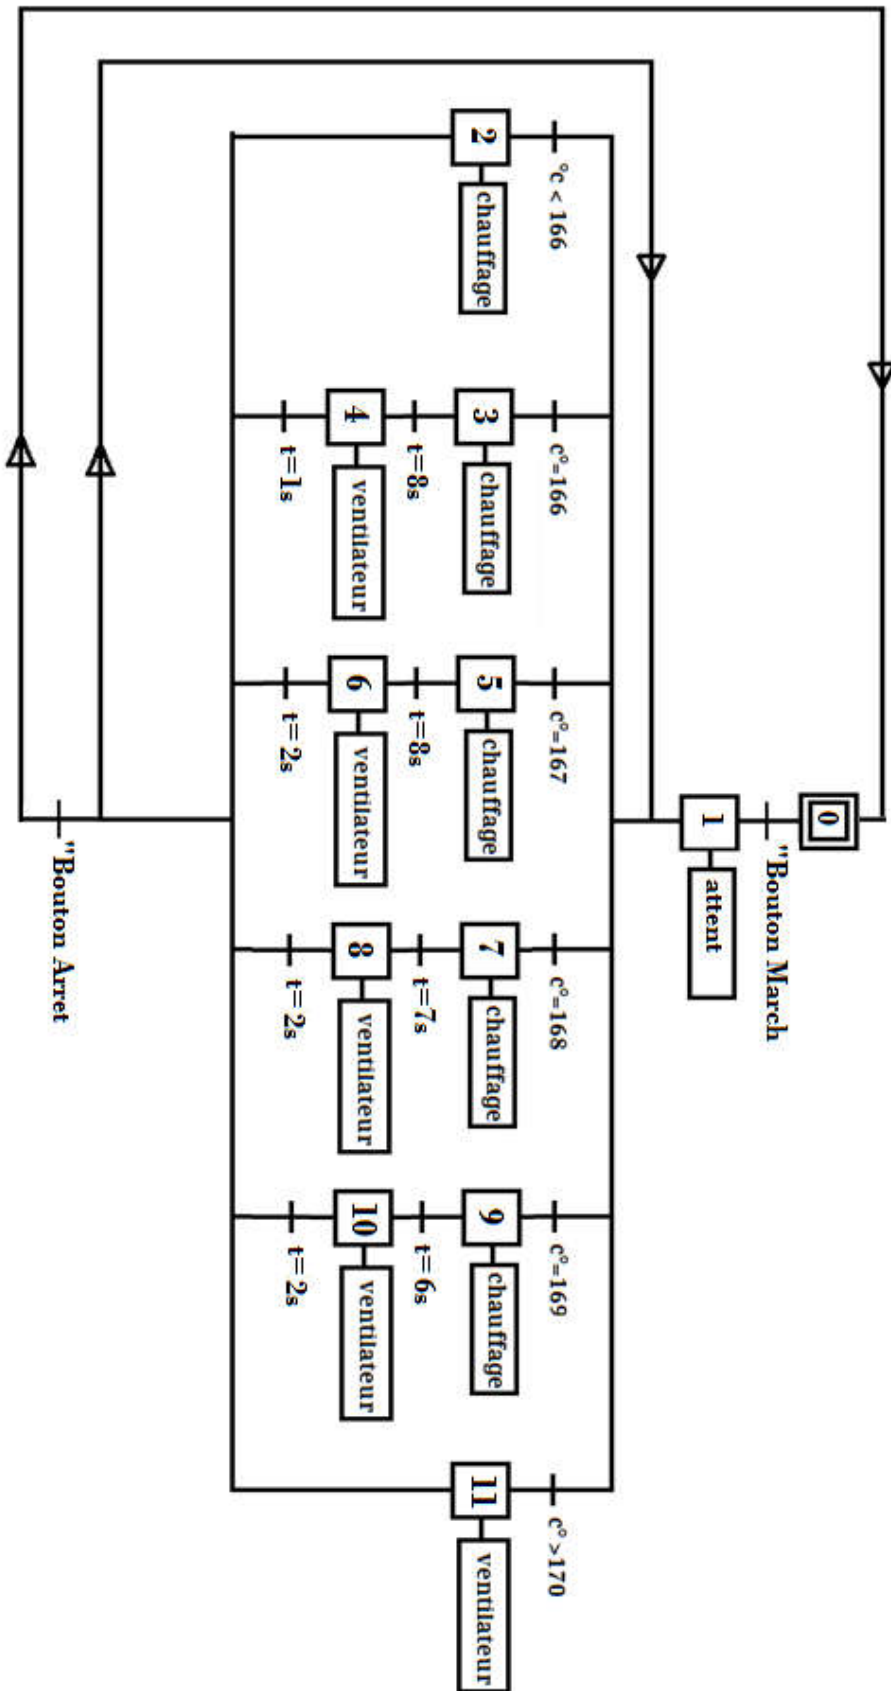 0
"Bouton March
1
attent
°c < 166
c°=166
c°=167
c°=168
c°=169
c°>170
2
chauffage
3
chauffage
5
chauffage
7
chauffage
9
chauffage
11
ventilateur
t=8s
t=8s
t=7s
t=6s
4
ventilateur
6
ventilateur
8
ventilateur
10
ventilateur
t=1s
t=2s
t=2s
t=2s
"Bouton Arret